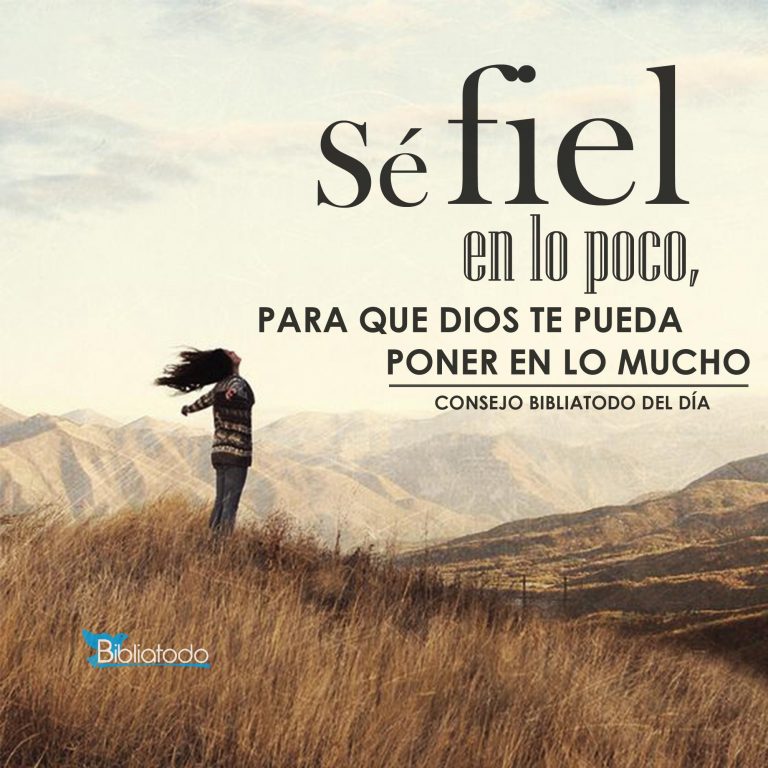 Sé fiel
en lo poco,
PARA QUE DIOS TE PUEDA
PONER EN LO MUCHO
CONSEJO BIBLIATODO DEL DÍA
Bibliatodo